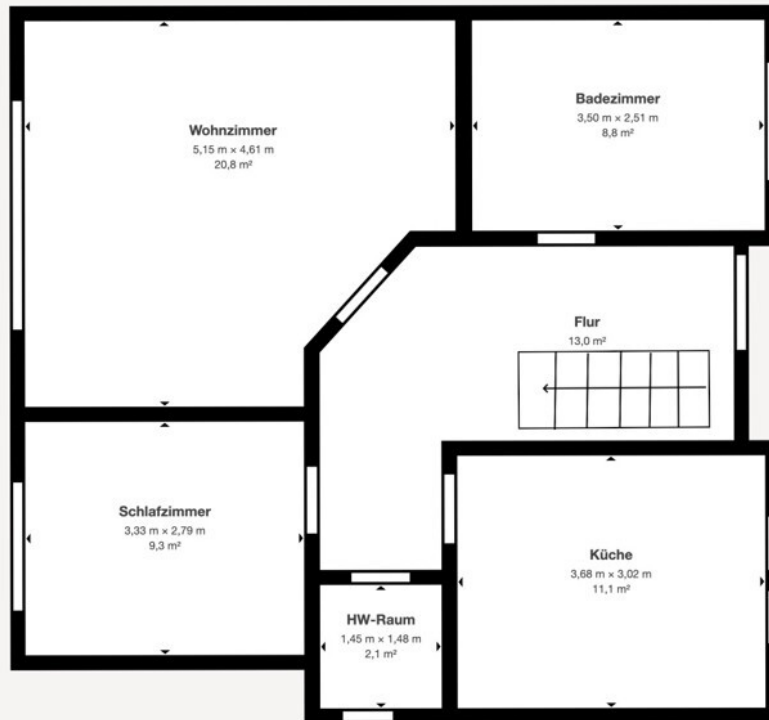 Wohnzimmer
5,15 m × 4,61 m
20,8 m²
Badezimmer
3,50 m × 2,51 m
8,8 m²
Flur
13,0 m²
Schlafzimmer
3,33 m × 2,79 m
9,3 m²
Küche
3,68 m × 3,02 m
11,1 m²
HW-Raum
1,45 m × 1,48 m
2,1 m²